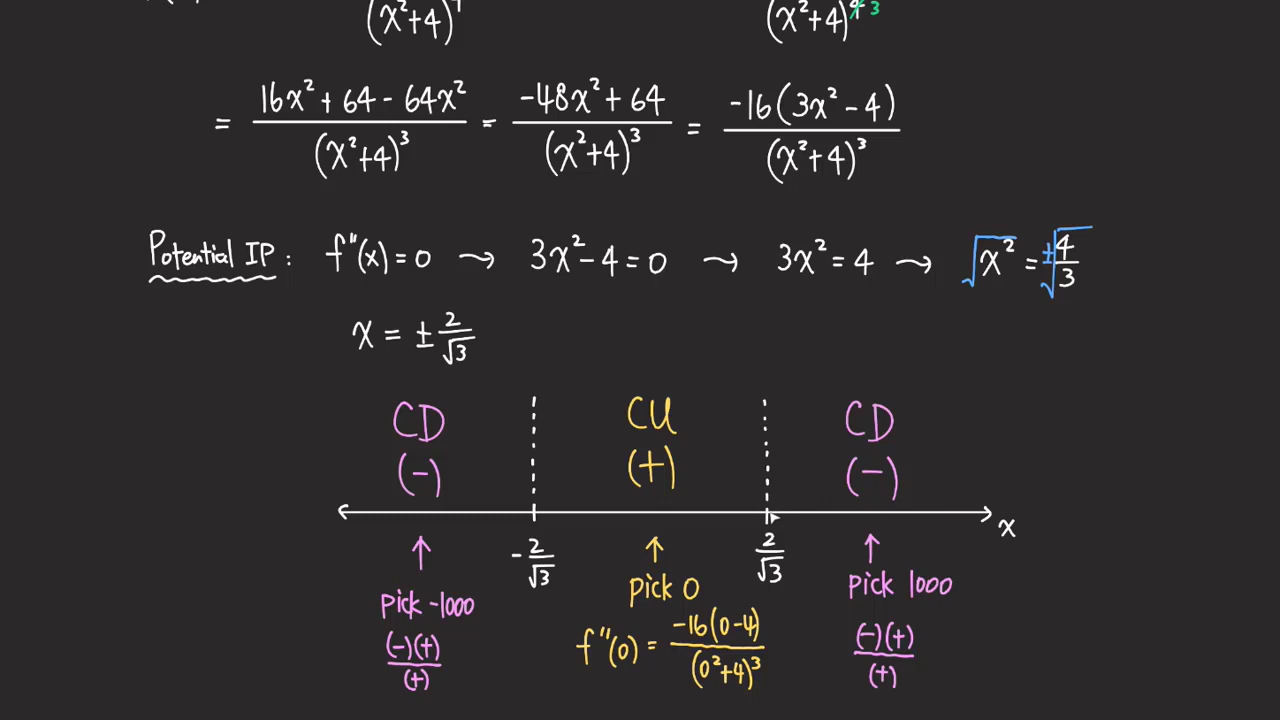 (x²+4)⁴ (x²+4)⁴ 3
= 16x² + 64 - 64x² / (x²+4)³ = -48x² + 64 / (x²+4)³ = -16(3x² - 4) / (x²+4)³
Potential IP: f"(x) = 0 → 3x² - 4 = 0 → 3x² = 4 → √x² = ±√4/3
x = ± 2/√3
CD CU CD
(-) (+) (-)
x
-2/√3 2/√3
pick -1000 pick 0 pick 1000
(-)(+)/(+) f"(0) = -16(0-4) / (0²+4)³ (-)(+)/(+)